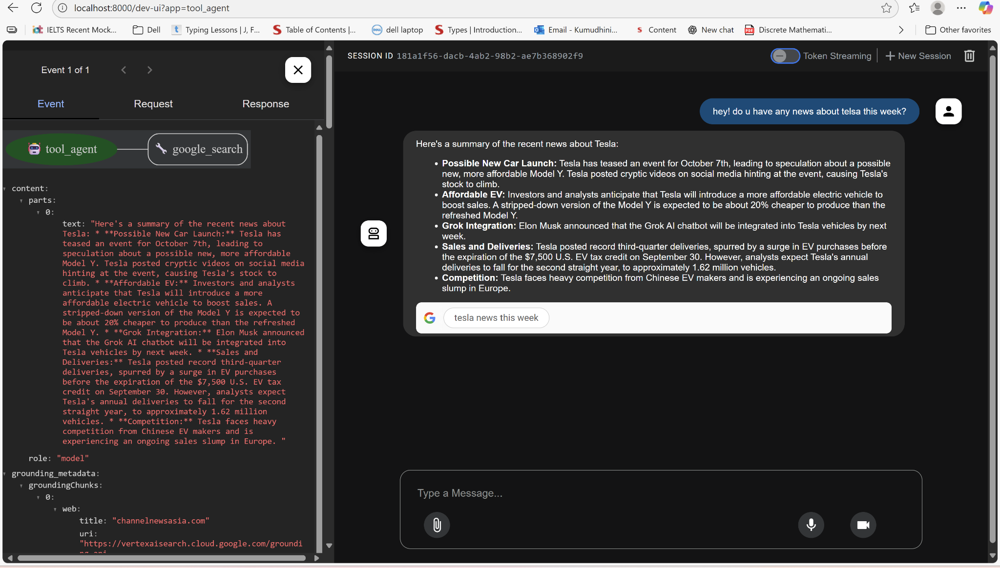 localhost:8000/dev-ui?app=tool_agent
IELTS Recent Mock...
Dell
Typing Lessons | J, F...
Table of Contents |...
dell laptop
Types | Introduction...
Email - Kumudhini...
Content
New chat
Discrete Mathemati...
Other favorites
Event 1 of 1
Event
Request
Response
tool_agent
google_search
content:
parts:
0:
text: "Here's a summary of the recent news about
Tesla: * **Possible New Car Launch:** Tesla has
teased an event for October 7th, leading to
speculation about a possible new, more affordable
Model Y. Tesla posted cryptic videos on social media
hinting at the event, causing Tesla's stock to
climb. * **Affordable EV:** Investors and analysts
anticipate that Tesla will introduce a more
affordable electric vehicle to boost sales. A
stripped-down version of the Model Y is expected to
be about 20% cheaper to produce than the refreshed
Model Y. * **Grok Integration:** Elon Musk announced
that the Grok AI chatbot will be integrated into
Tesla vehicles by next week. * **Sales and
Deliveries:** Tesla posted record third-quarter
deliveries, spurred by a surge in EV purchases
before the expiration of the $7,500 U.S. EV tax
credit on September 30. However, analysts expect
Tesla's annual deliveries to fall for the second
straight year, to approximately 1.62 million
vehicles. * **Competition:** Tesla faces heavy
competition from Chinese EV makers and is
experiencing an ongoing sales slump in Europe. "
role: "model"
grounding_metadata:
groundingChunks:
0:
web:
title: "channelnewsasia.com"
uri:
"https://vertexaisearch.cloud.google.com/groundi
SESSION ID 181a1f56-dacb-4ab2-98b2-ae7b368902f9
Token Streaming
New Session
hey! do u have any news about telsa this week?
Here's a summary of the recent news about Tesla:
• Possible New Car Launch: Tesla has teased an event for October 7th, leading to speculation about a possible
new, more affordable Model Y. Tesla posted cryptic videos on social media hinting at the event, causing Tesla's
stock to climb.
• Affordable EV: Investors and analysts anticipate that Tesla will introduce a more affordable electric vehicle to
boost sales. A stripped-down version of the Model Y is expected to be about 20% cheaper to produce than the
refreshed Model Y.
• Grok Integration: Elon Musk announced that the Grok AI chatbot will be integrated into Tesla vehicles by next
week.
• Sales and Deliveries: Tesla posted record third-quarter deliveries, spurred by a surge in EV purchases before
the expiration of the $7,500 U.S. EV tax credit on September 30. However, analysts expect Tesla's annual
deliveries to fall for the second straight year, to approximately 1.62 million vehicles.
• Competition: Tesla faces heavy competition from Chinese EV makers and is experiencing an ongoing sales
slump in Europe.
tesla news this week
Type a Message...